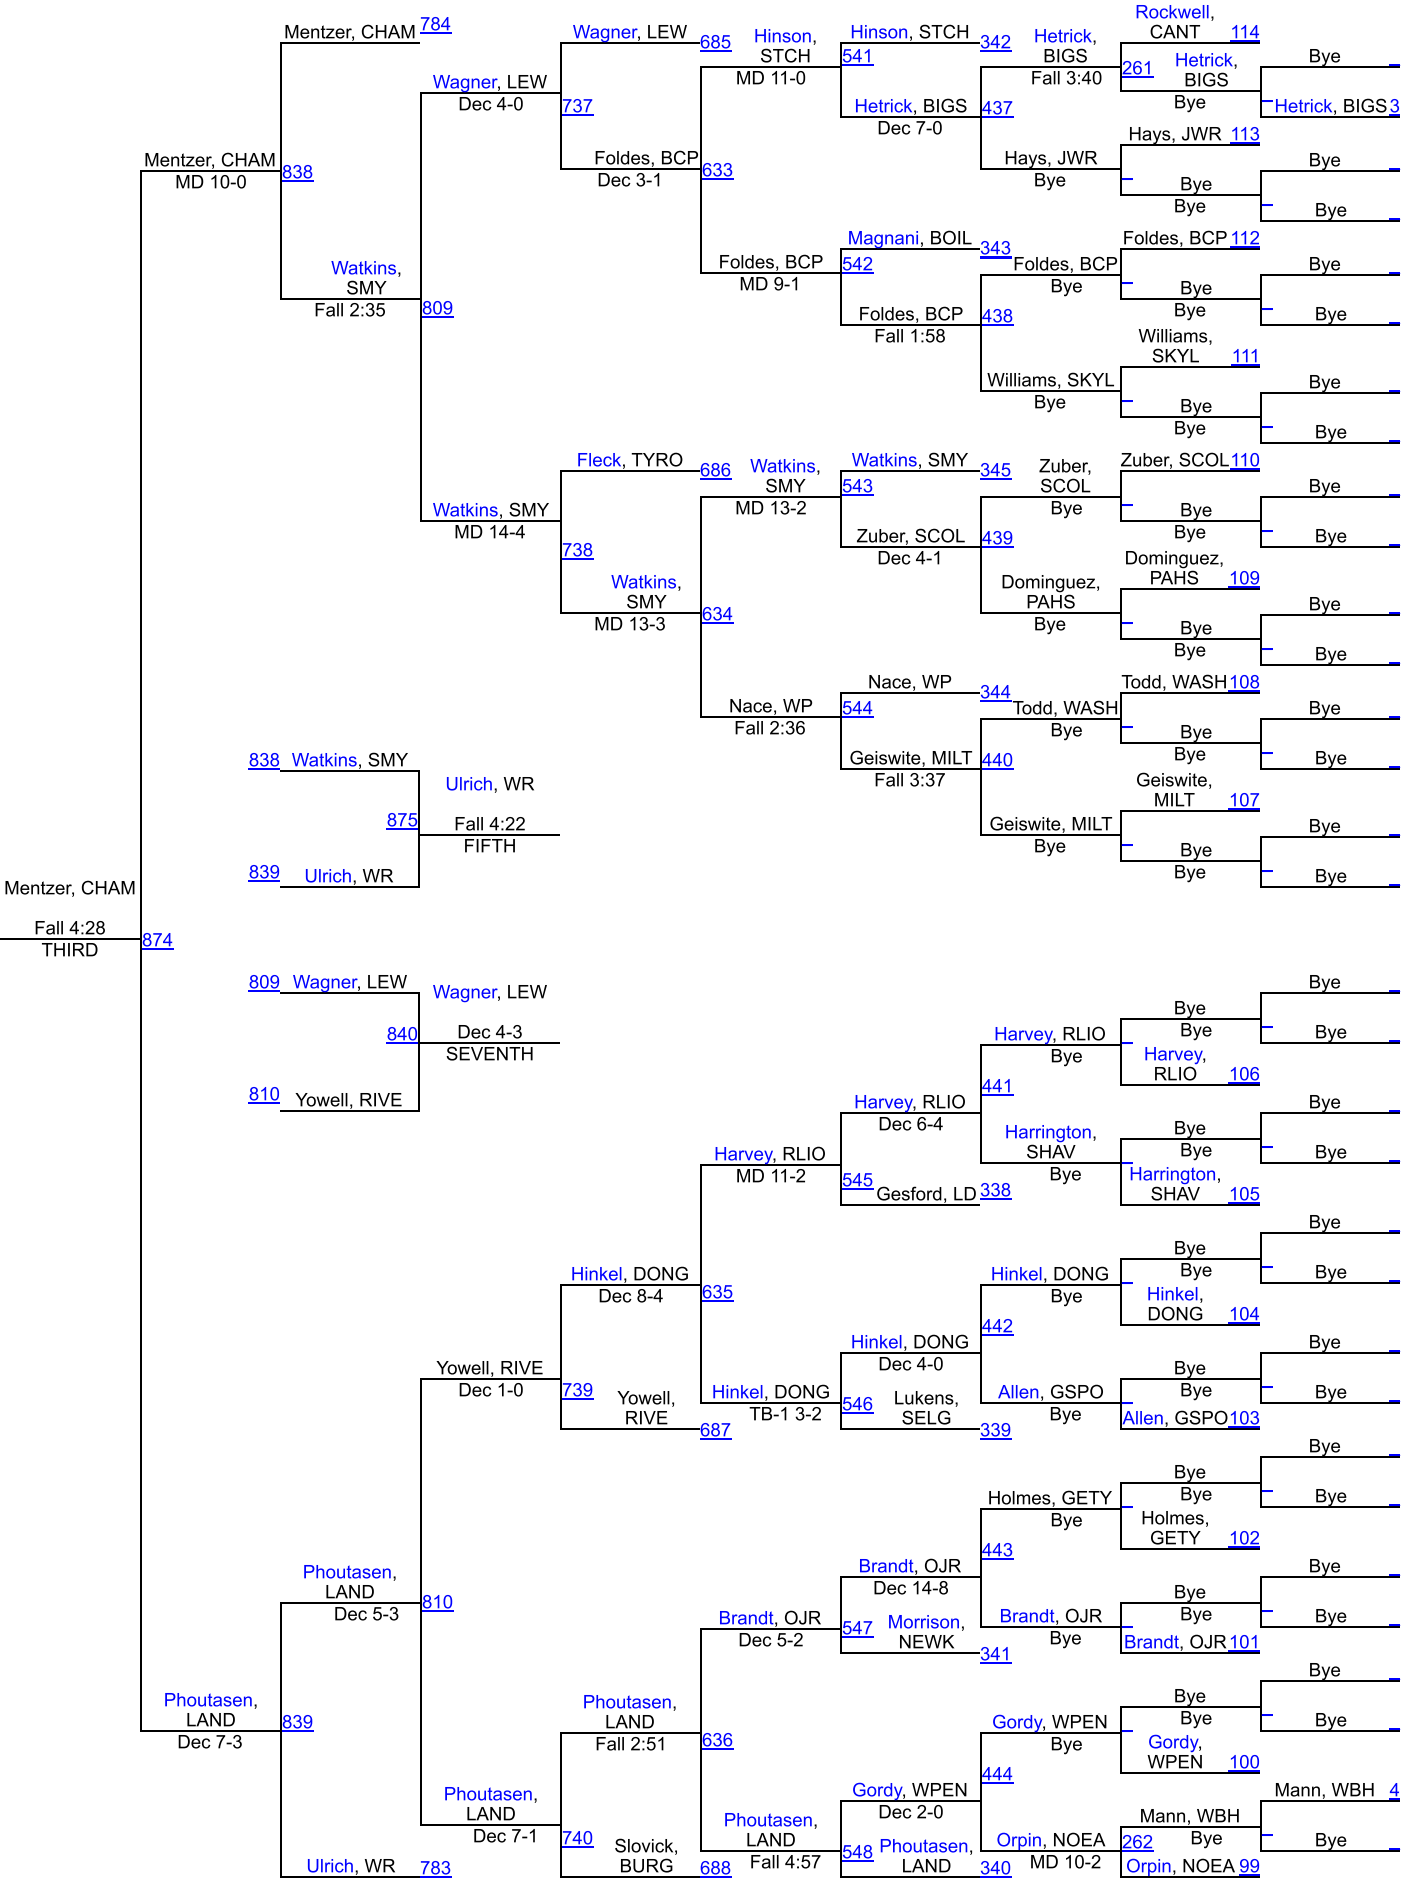 Rockwell,
Mentzer, CHAM 784
Wagner, LEW 685
Hinson,
STCH
MD 11-0
Hinson, STCH 342
541
Hetrick,
BIGS
Fall 3:40
CANT 114
261 Hetrick,
BIGS
Bye
Bye
Hetrick, BIGS 3
Wagner, LEW
Dec 4-0
737
Hetrick, BIGS
Dec 7-0
437
Hays, JWR 113
Mentzer, CHAM
MD 10-0
838
Foldes, BCP
Dec 3-1
633
Hays, JWR
Bye
Bye
Bye
Bye
Bye
Magnani, BOIL 343
Foldes, BCP 112
Watkins,
SMY
Fall 2:35
809
Foldes, BCP
MD 9-1
542
Foldes, BCP
Bye
Bye
Bye
Bye
Bye
Foldes, BCP
Fall 1:58
438
Williams,
SKYL 111
Williams, SKYL
Bye
Bye
Bye
Bye
Bye
Fleck, TYRO 686
Watkins,
SMY
MD 13-2
Watkins, SMY 345
543
Zuber,
SCOL
Bye
Zuber, SCOL 110
Bye
Bye
Bye
Bye
Watkins, SMY
MD 14-4
738
Zuber, SCOL
Dec 4-1
439
Dominguez,
PAHS 109
Watkins,
SMY
MD 13-3
634
Dominguez,
PAHS
Bye
Bye
Bye
Bye
Bye
Nace, WP 344
Todd, WASH 108
Nace, WP
Fall 2:36
544
Todd, WASH
Bye
Bye
Bye
Bye
Bye
838 Watkins, SMY
Ulrich, WR
Geiswite, MILT
Fall 3:37
440
Geiswite,
MILT 107
875
Fall 4:22
FIFTH
Geiswite, MILT
Bye
Bye
Bye
Bye
Bye
839 Ulrich, WR
Mentzer, CHAM
Fall 4:28
THIRD
874
809 Wagner, LEW
Wagner, LEW
840
Dec 4-3
SEVENTH
810 Yowell, RIVE
Harvey, RLIO
Bye
Bye
Bye
Bye
Bye
Harvey,
RLIO 106
Harvey, RLIO
Dec 6-4
441
Harvey, RLIO
MD 11-2
545
Gesford, LD 338
Harrington,
SHAV
Bye
Bye
Bye
Bye
Bye
Harrington,
SHAV 105
Hinkel, DONG
Dec 8-4
635
Hinkel, DONG
Bye
Bye
Bye
Bye
Bye
Hinkel,
DONG 104
Hinkel, DONG
Dec 4-0
442
Yowell, RIVE
Dec 1-0
739
Yowell,
RIVE 687
Hinkel, DONG
TB-1 3-2
546
Lukens,
SELG 339
Allen, GSPO
Bye
Bye
Bye
Bye
Bye
Allen, GSPO 103
Holmes, GETY
Bye
Bye
Bye
Bye
Bye
Holmes,
GETY 102
Phoutasen,
LAND
Dec 5-3
810
Brandt, OJR
Dec 14-8
443
Brandt, OJR
Dec 5-2
547
Morrison,
NEWK 341
Brandt, OJR
Bye
Bye
Bye
Bye
Bye
Brandt, OJR 101
Phoutasen,
LAND
Dec 7-3
839
Phoutasen,
LAND
Fall 2:51
636
Gordy, WPEN
Bye
Bye
Bye
Bye
Bye
Gordy,
WPEN 100
Phoutasen,
LAND
Dec 7-1
740
Gordy, WPEN
Dec 2-0
444
Mann, WBH 4
Mann, WBH
Bye
Bye
Ulrich, WR 783
Slovick,
BURG 688
Phoutasen,
LAND
Fall 4:57
548
Phoutasen,
LAND 340
Orpin, NOEA
MD 10-2
262
Orpin, NOEA 99